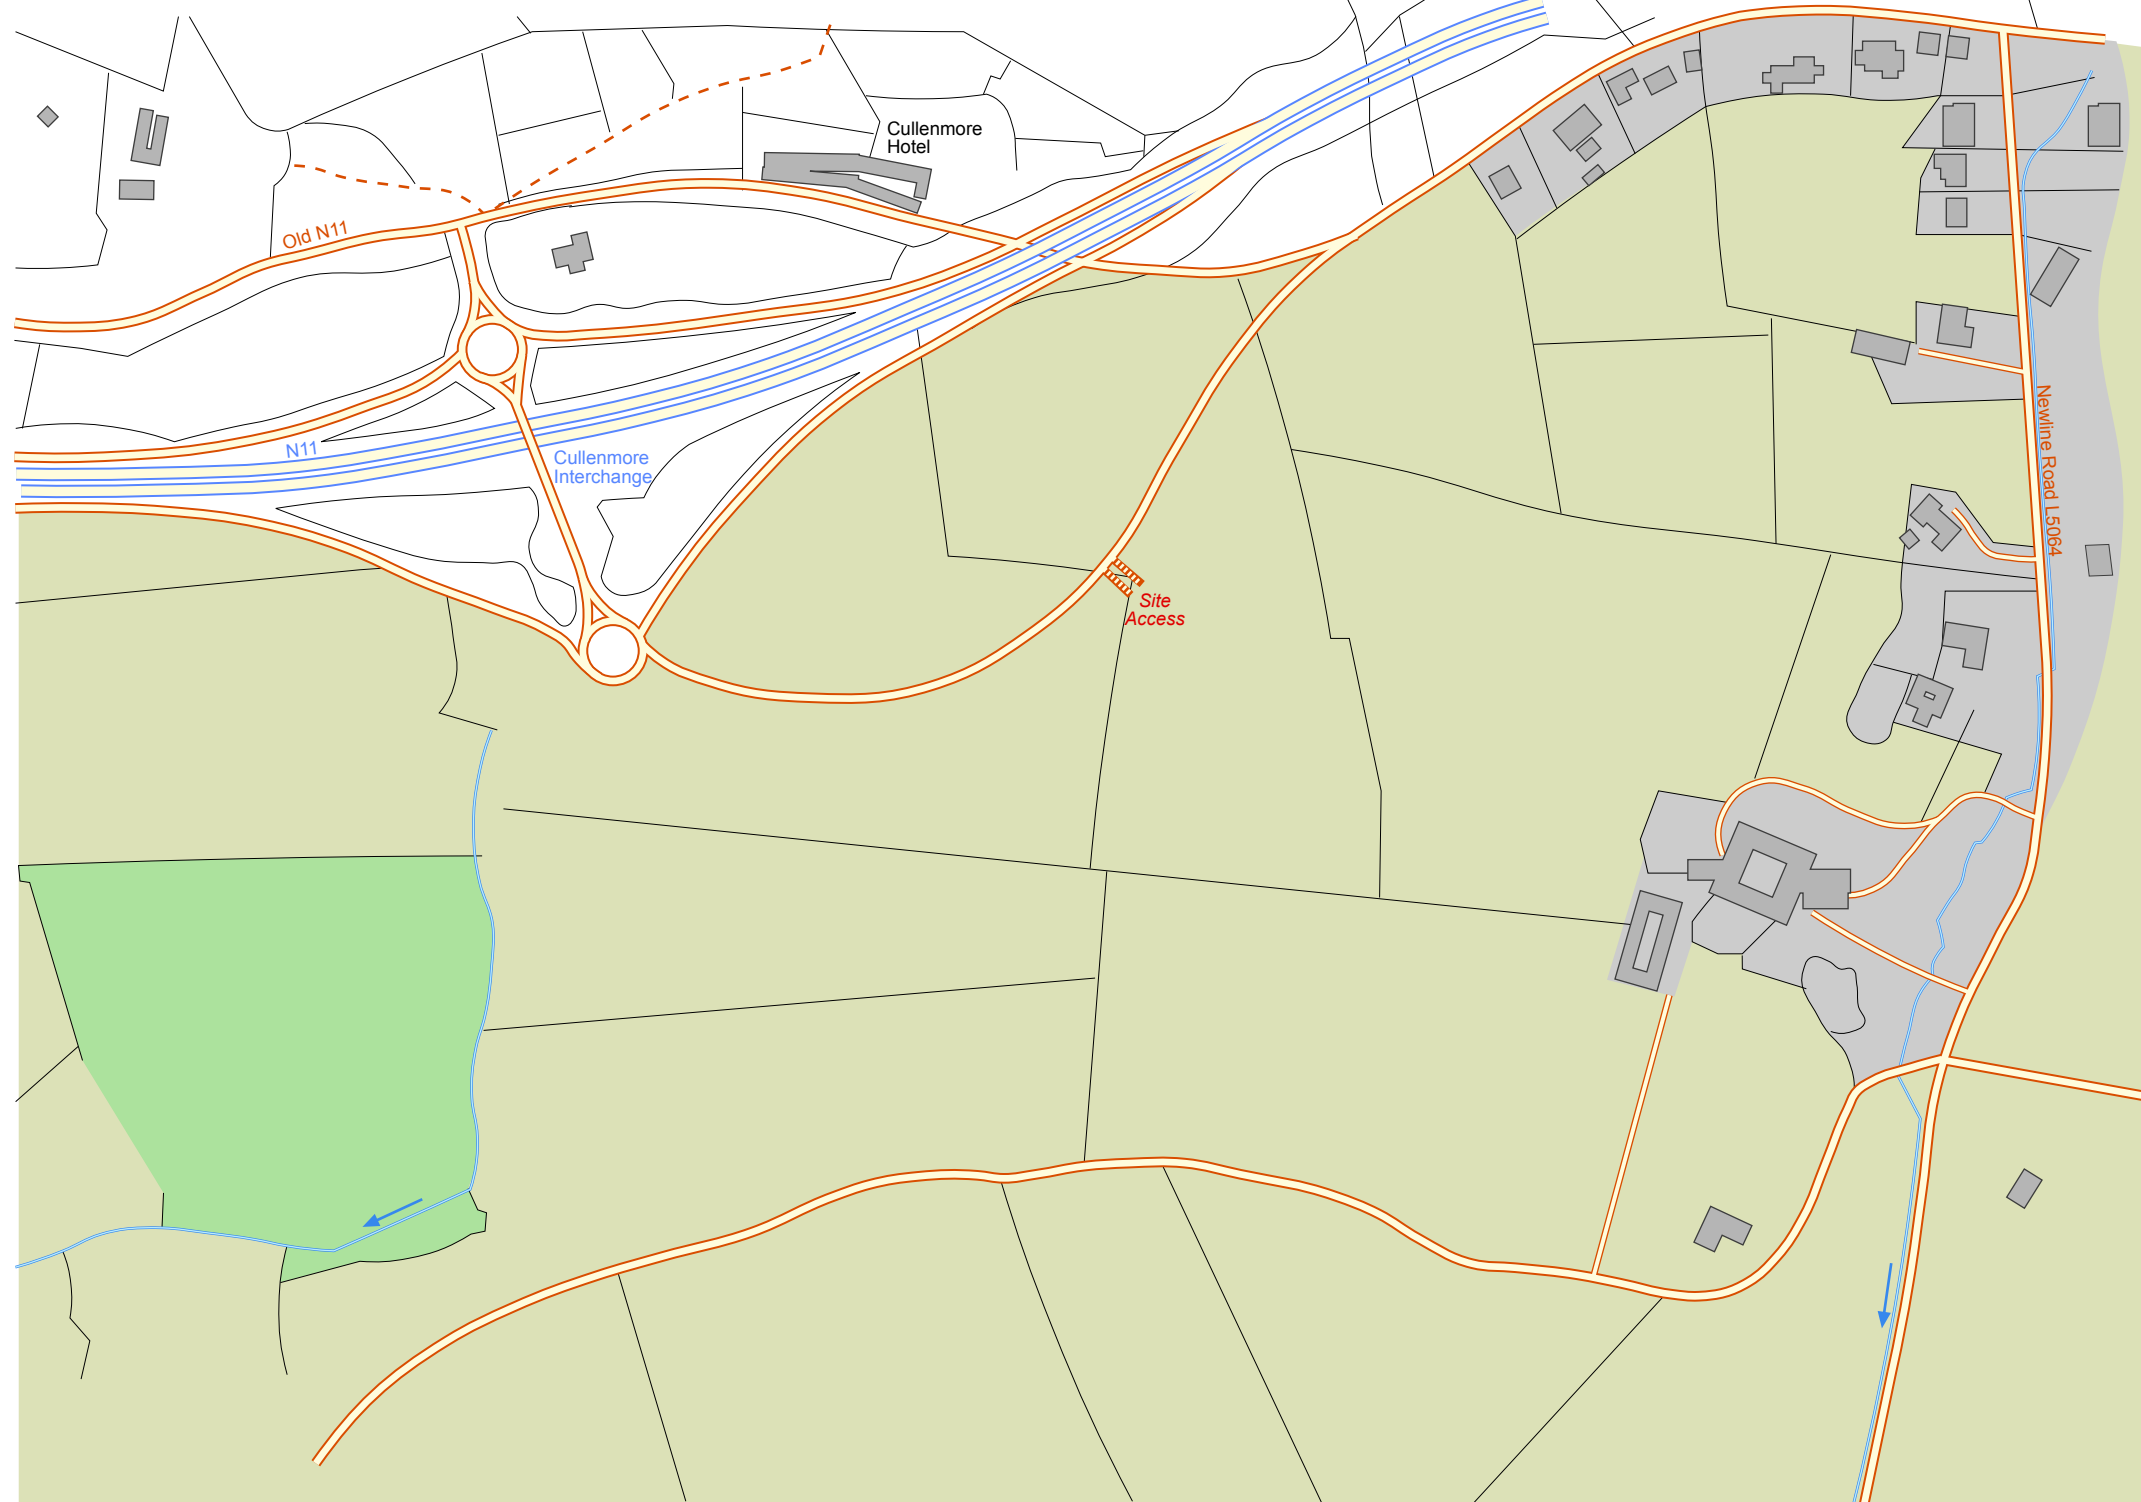 Cullenmore
Hotel
Old N11
N11
Cullenmore
Interchange
Newline Road L5064
Site
Access